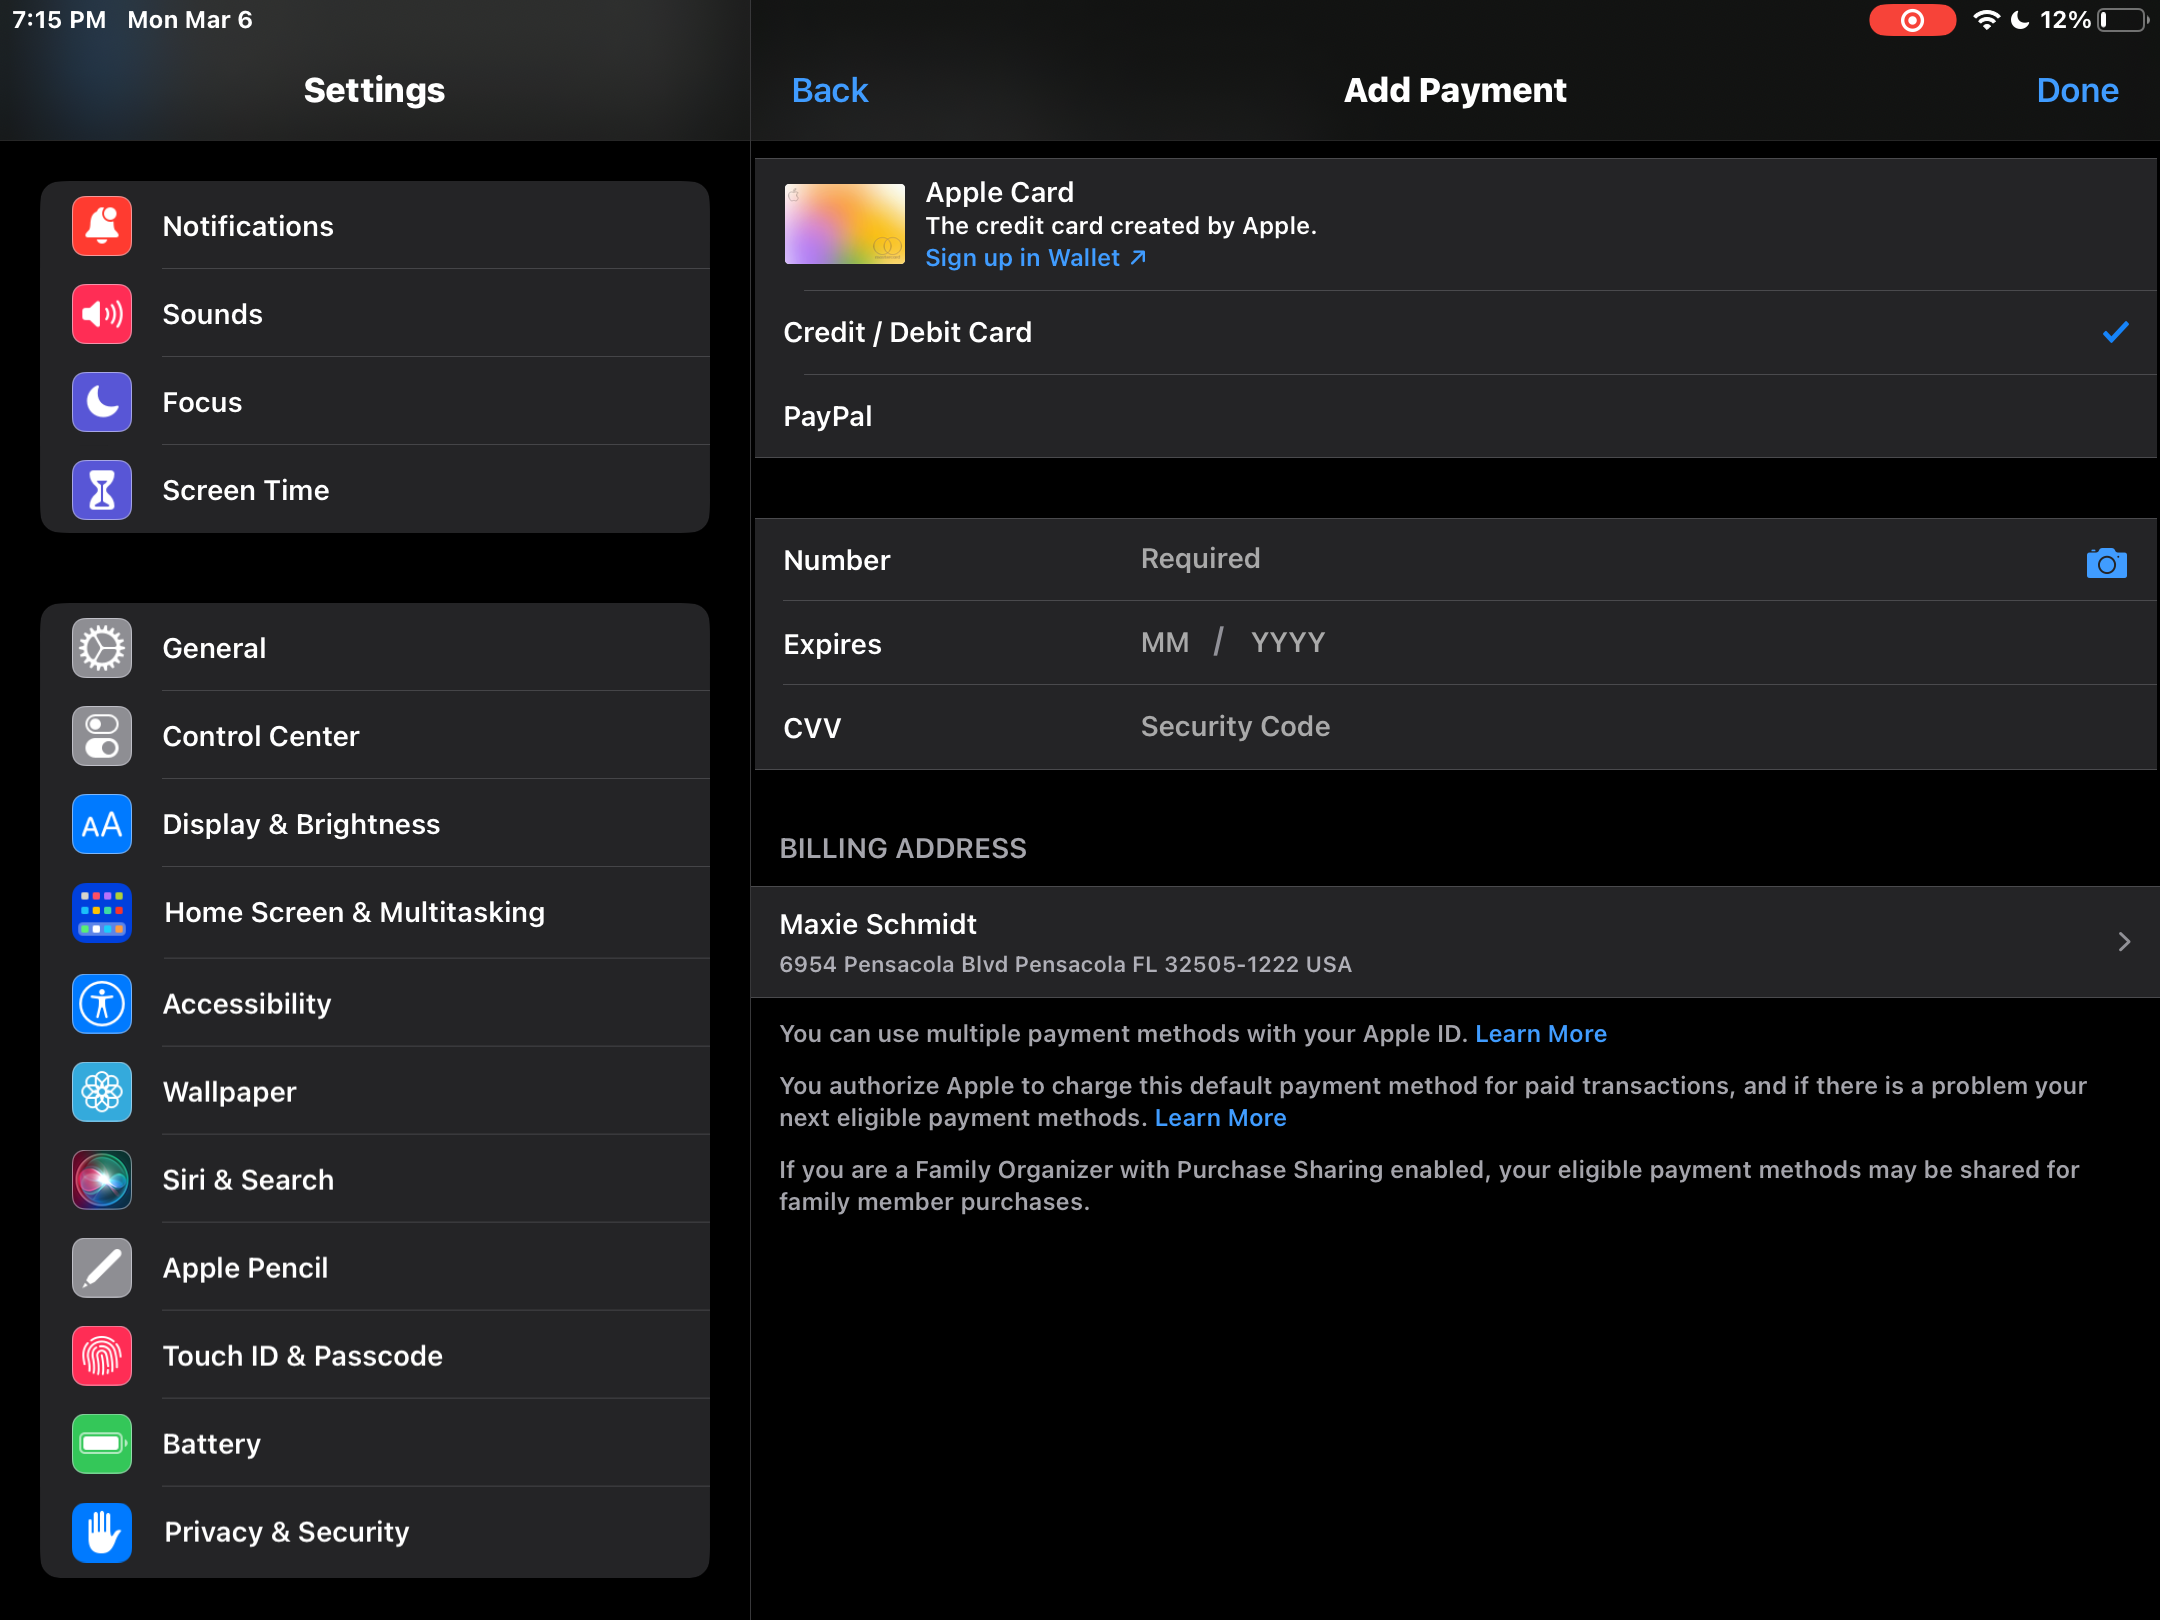 7:15 PM Mon Mar 6
12%
Settings
Notifications
Sounds
Focus
Screen Time
General
Control Center
AA
Display & Brightness
Home Screen & Multitasking
Accessibility
Wallpaper
Siri & Search
Apple Pencil
Touch ID & Passcode
Battery
Privacy & Security
Back
Add Payment
Done
Apple Card
The credit card created by Apple.
Sign up in Wallet ↗
Credit / Debit Card
PayPal
Number Required
Expires MM / YYYY
CVV Security Code
BILLING ADDRESS
Maxie Schmidt
6954 Pensacola Blvd Pensacola FL 32505-1222 USA
You can use multiple payment methods with your Apple ID. Learn More
You authorize Apple to charge this default payment method for paid transactions, and if there is a problem your
next eligible payment methods. Learn More
If you are a Family Organizer with Purchase Sharing enabled, your eligible payment methods may be shared for
family member purchases.